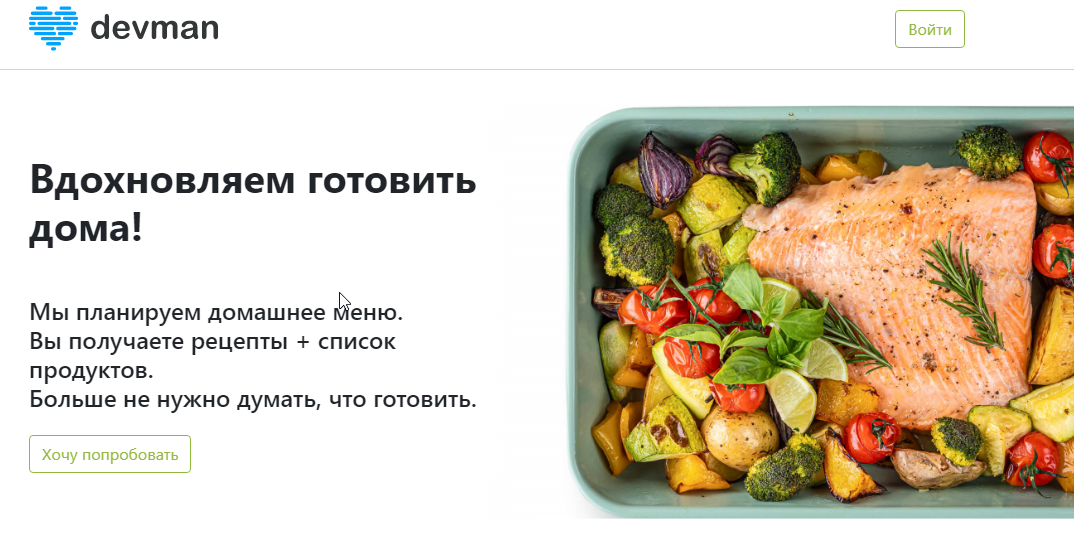 devman
Войти
Вдохновляем готовить
дома!
Мы планируем домашнее меню.
Вы получаете рецепты + список
продуктов.
Больше не нужно думать, что готовить.
Хочу попробовать